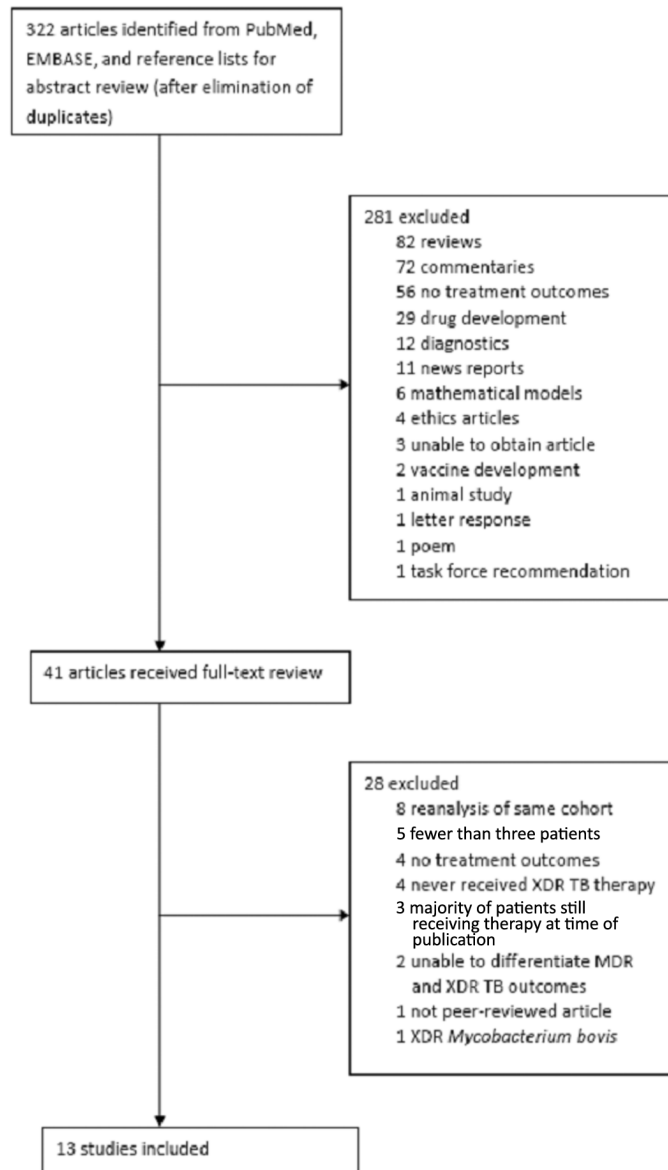 322 articles identified from PubMed,
EMBASE, and reference lists for
abstract review (after elimination of
duplicates)
281 excluded
82 reviews
72 commentaries
56 no treatment outcomes
29 drug development
12 diagnostics
11 news reports
6 mathematical models
4 ethics articles
3 unable to obtain article
2 vaccine development
1 animal study
1 letter response
1 poem
1 task force recommendation
41 articles received full-text review
28 excluded
8 reanalysis of same cohort
5 fewer than three patients
4 no treatment outcomes
4 never received XDR TB therapy
3 majority of patients still
receiving therapy at time of
publication
2 unable to differentiate MDR
and XDR TB outcomes
1 not peer-reviewed article
1 XDR Mycobacterium bovis
13 studies included